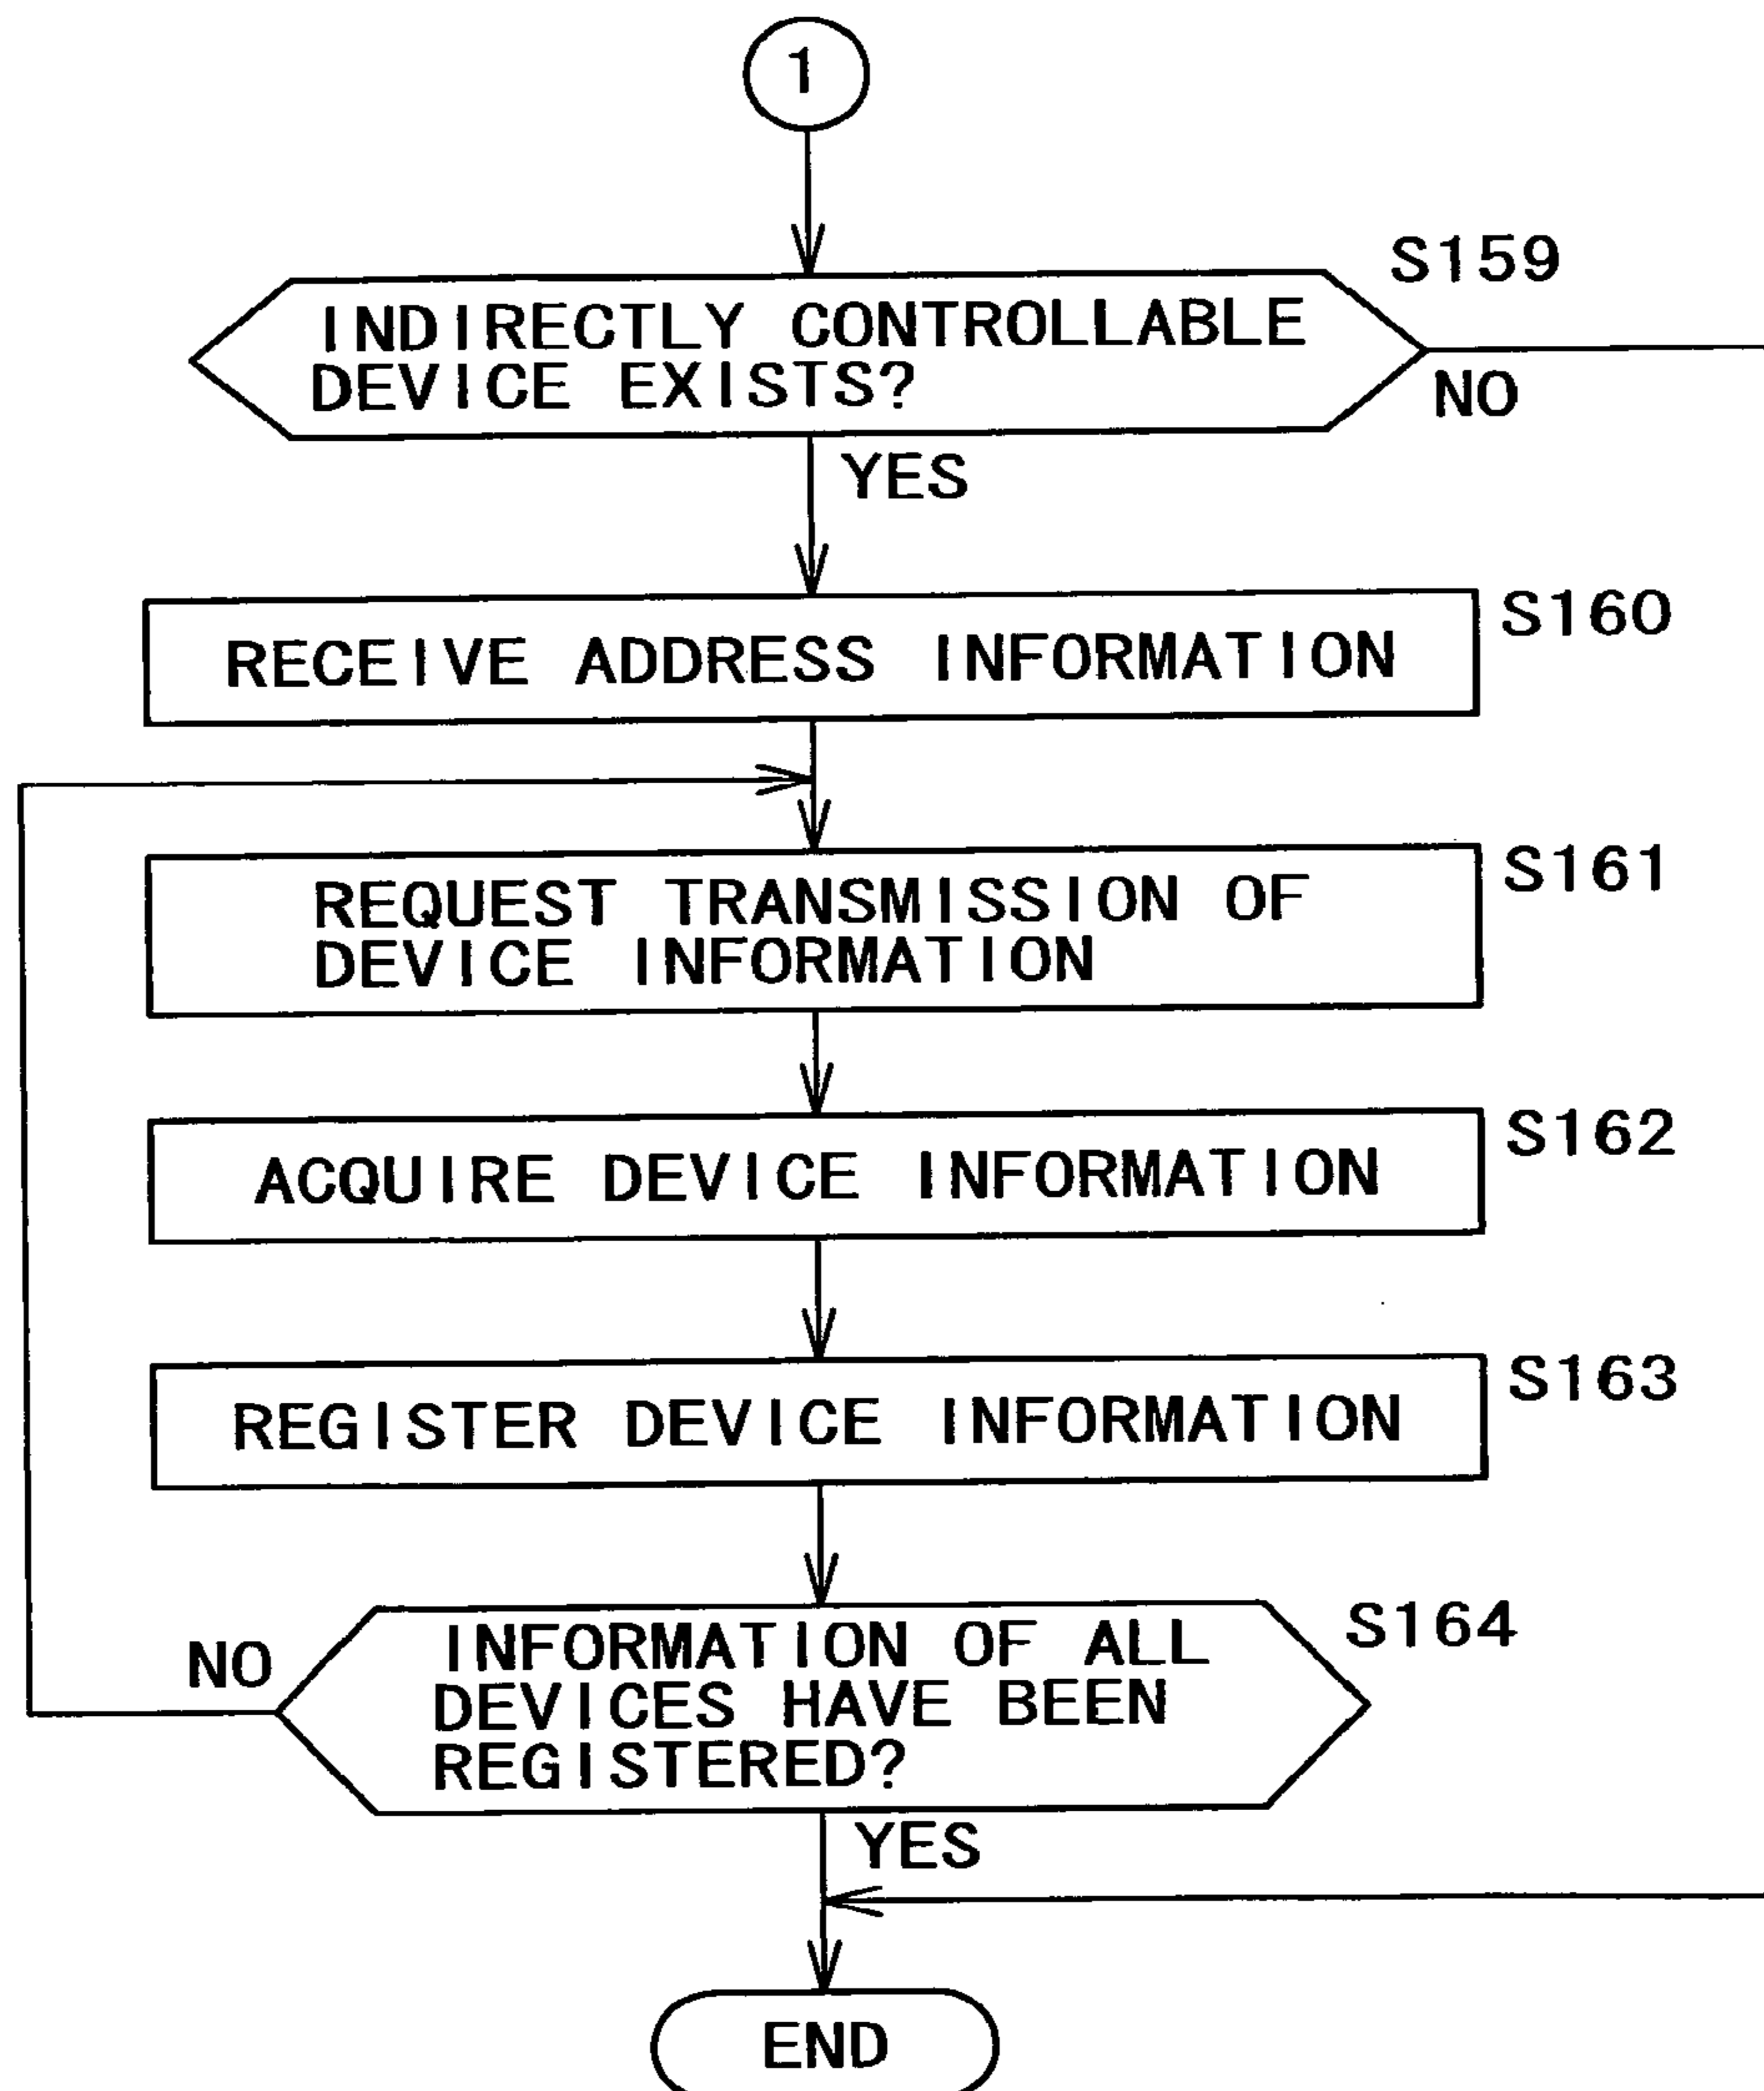 1
S159
INDIRECTLY CONTROLLABLE
DEVICE EXISTS?
NO
YES
S160
RECEIVE ADDRESS INFORMATION
S161
REQUEST TRANSMISSION OF
DEVICE INFORMATION
S162
ACQUIRE DEVICE INFORMATION
S163
REGISTER DEVICE INFORMATION
S164
NO
INFORMATION OF ALL
DEVICES HAVE BEEN
REGISTERED?
YES
END